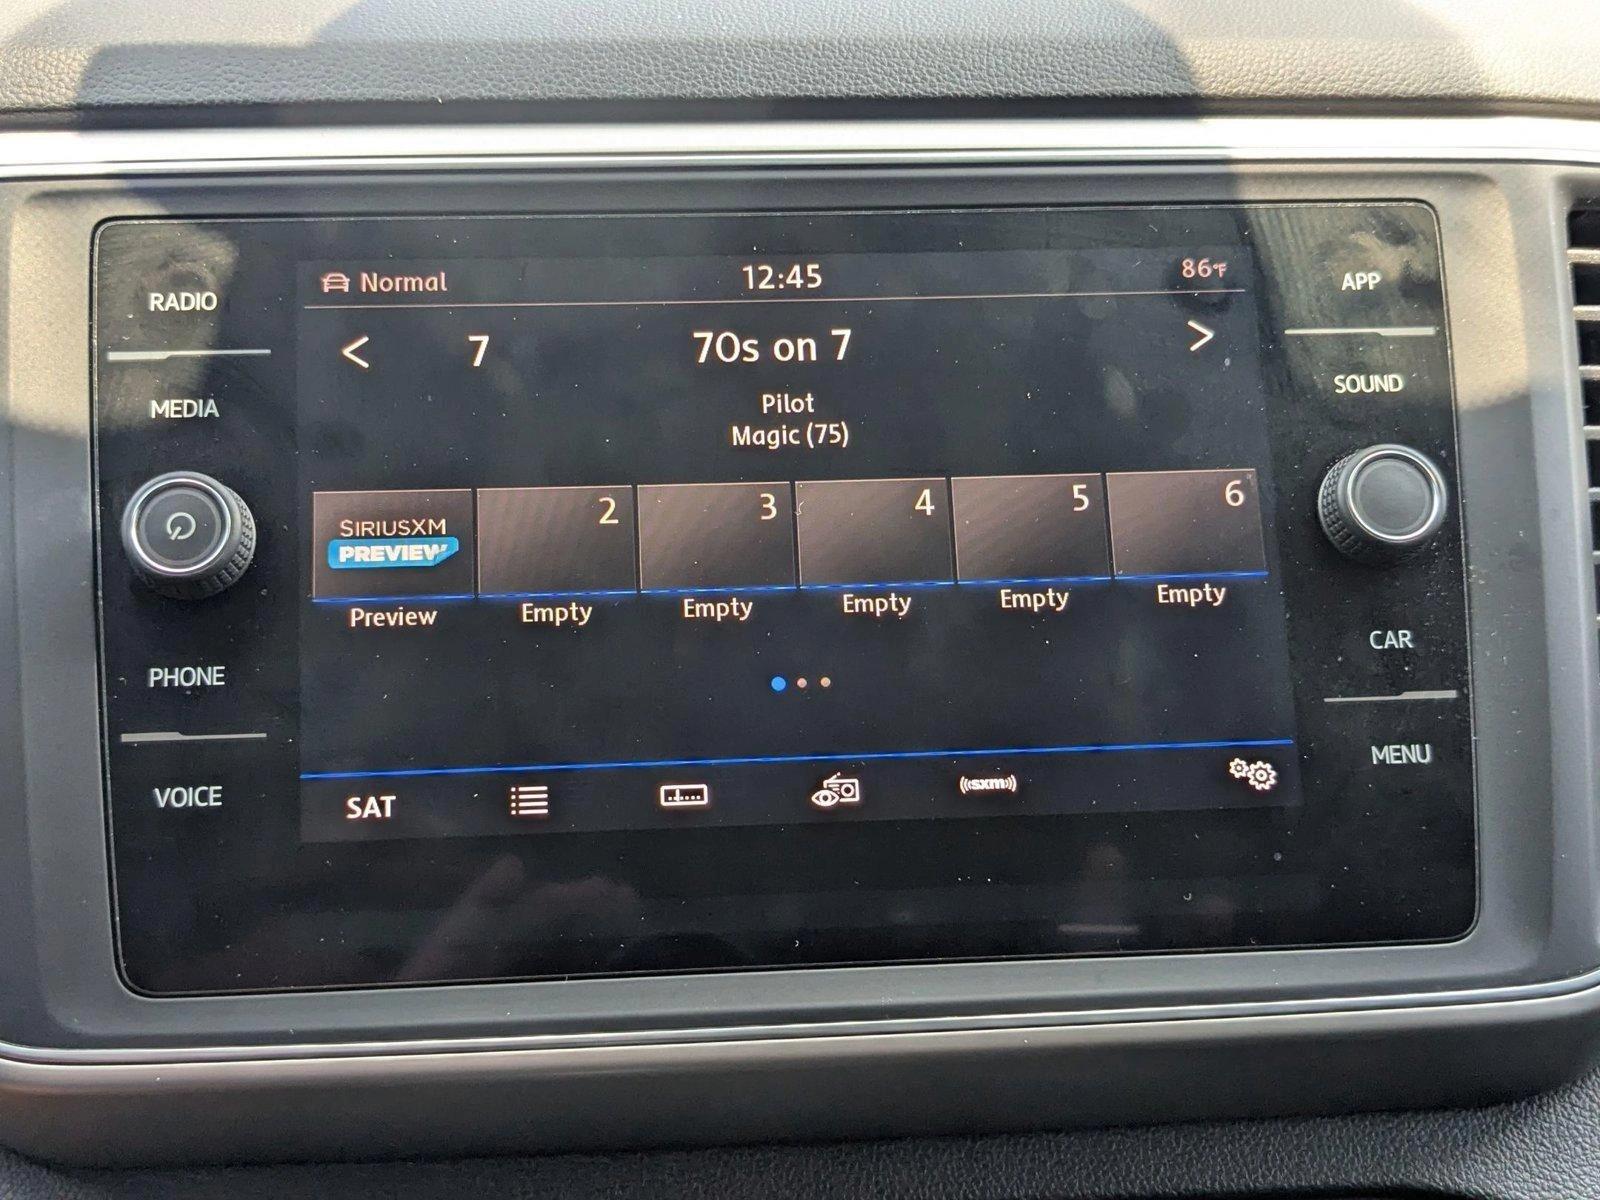 RADIO
MEDIA
PHONE
VOICE
Normal 12:45 86°F
< 7 70s on 7 >
Pilot
Magic (75)
SIRIUSXM
PREVIEW
2 3 4 5 6
Preview Empty Empty Empty Empty Empty
SAT ((sxm))
APP
SOUND
CAR
MENU